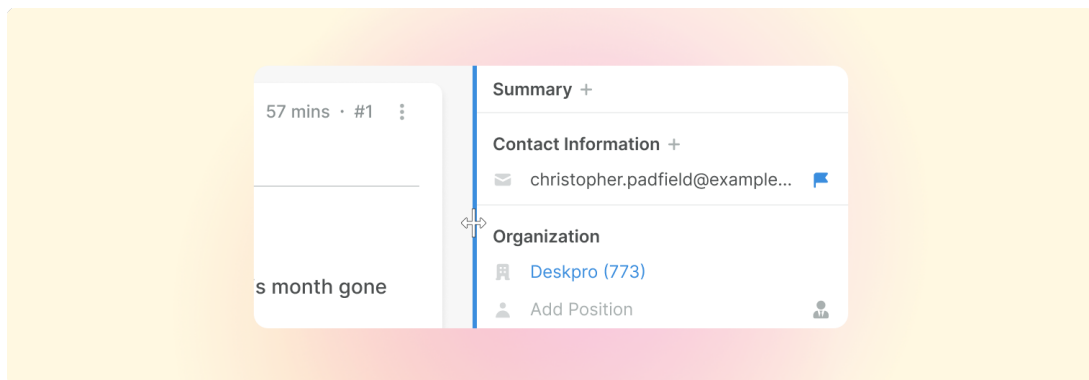 57 mins · #1
s month gone
Summary +
Contact Information +
christopher.padfield@example...
Organization
Deskpro (773)
Add Position